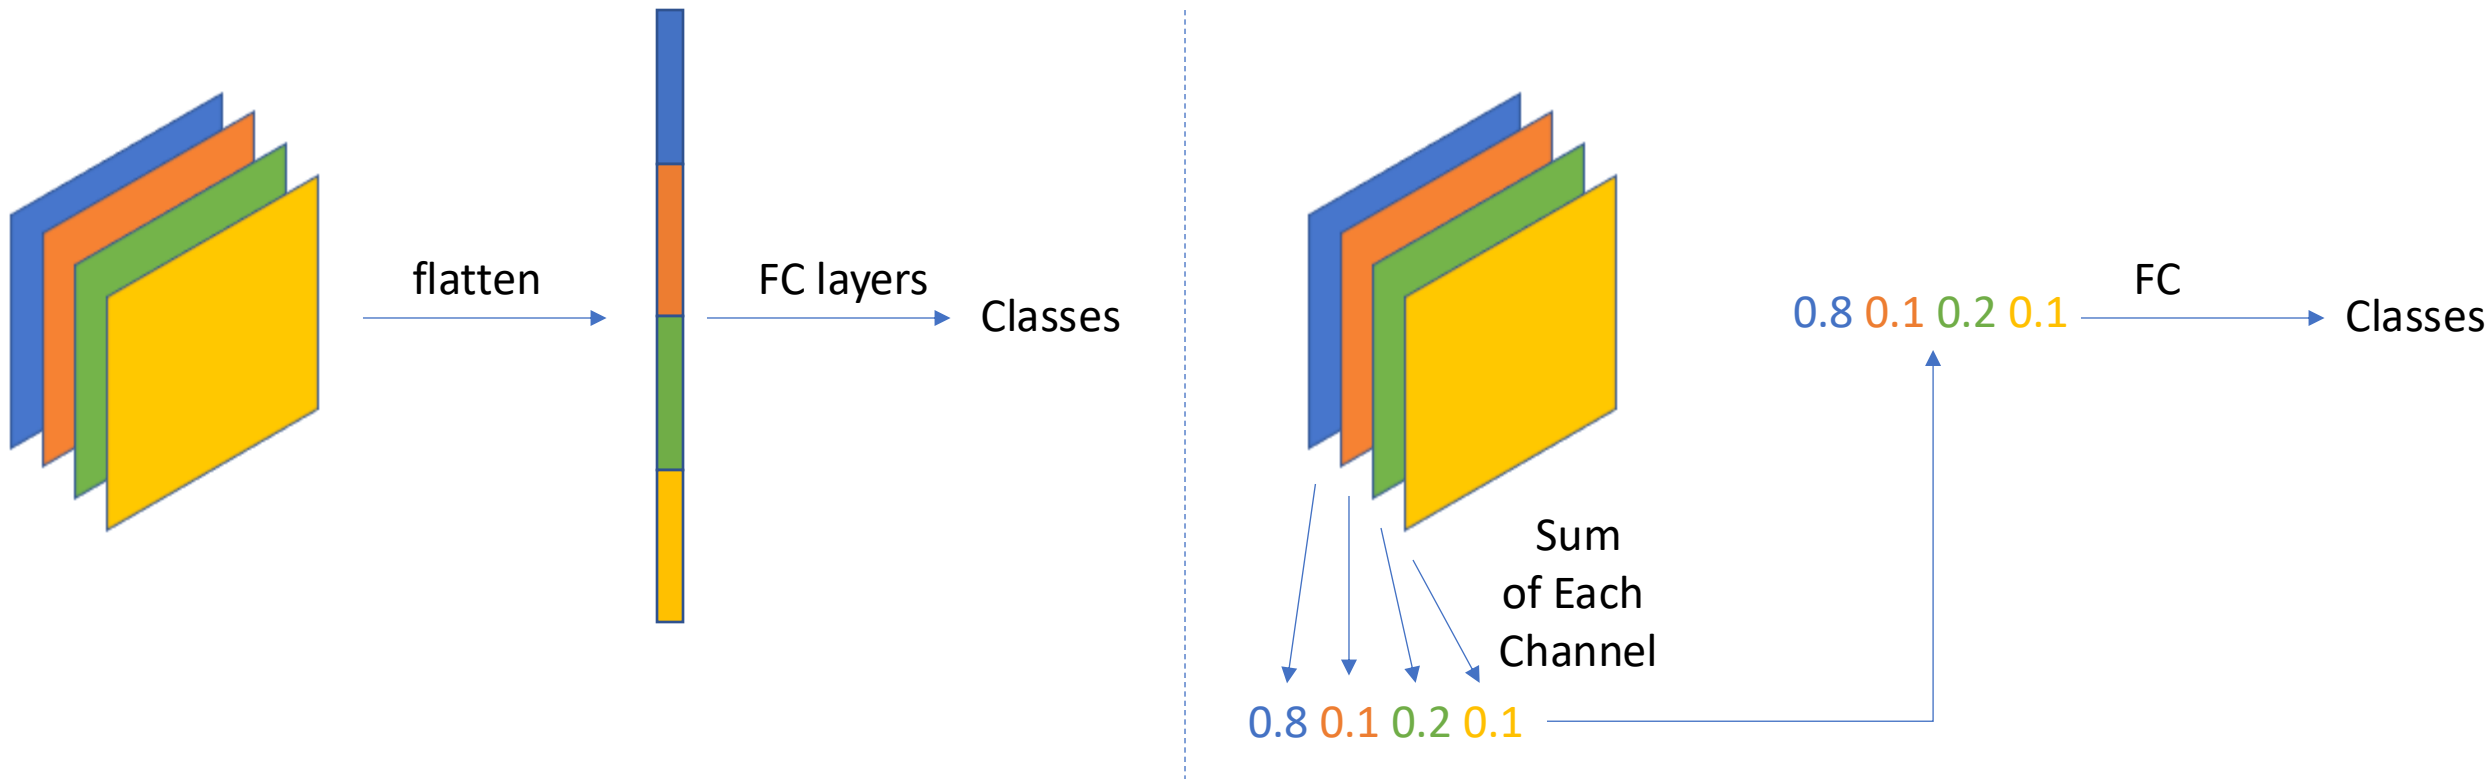 flatten
FC layers
Classes
Sum
of Each
Channel
0.8 0.1 0.2 0.1
0.8 0.1 0.2 0.1
FC
Classes